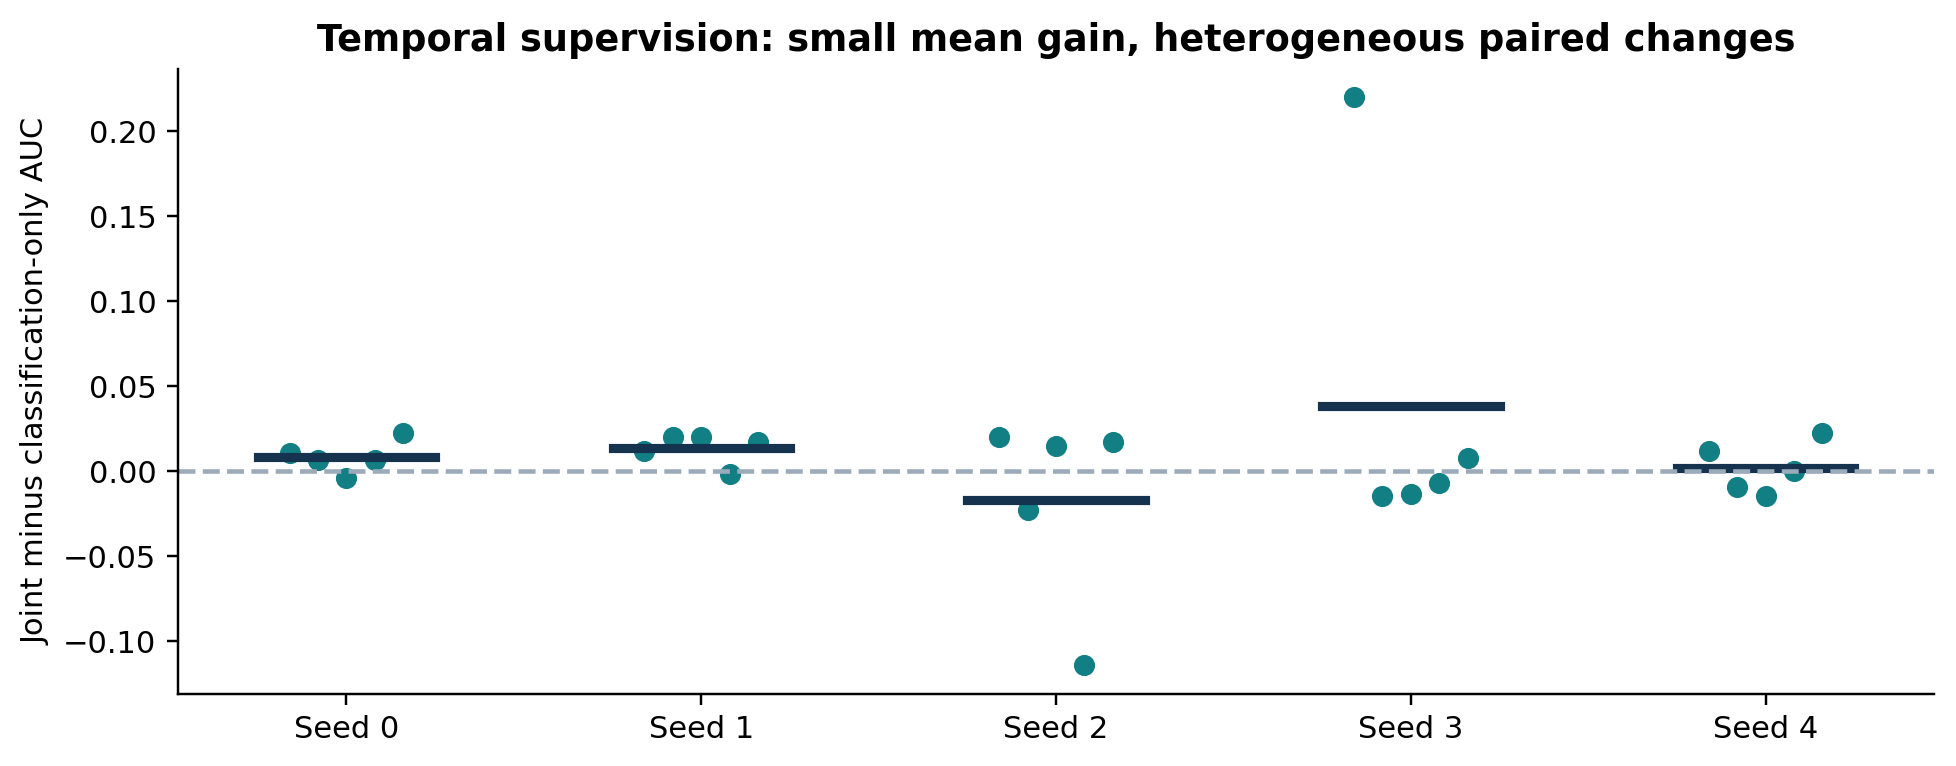 Temporal supervision: small mean gain, heterogeneous paired changes
Joint minus classification-only AUC
0.20
0.15
0.10
0.05
0.00
−0.05
−0.10
Seed 0
Seed 1
Seed 2
Seed 3
Seed 4